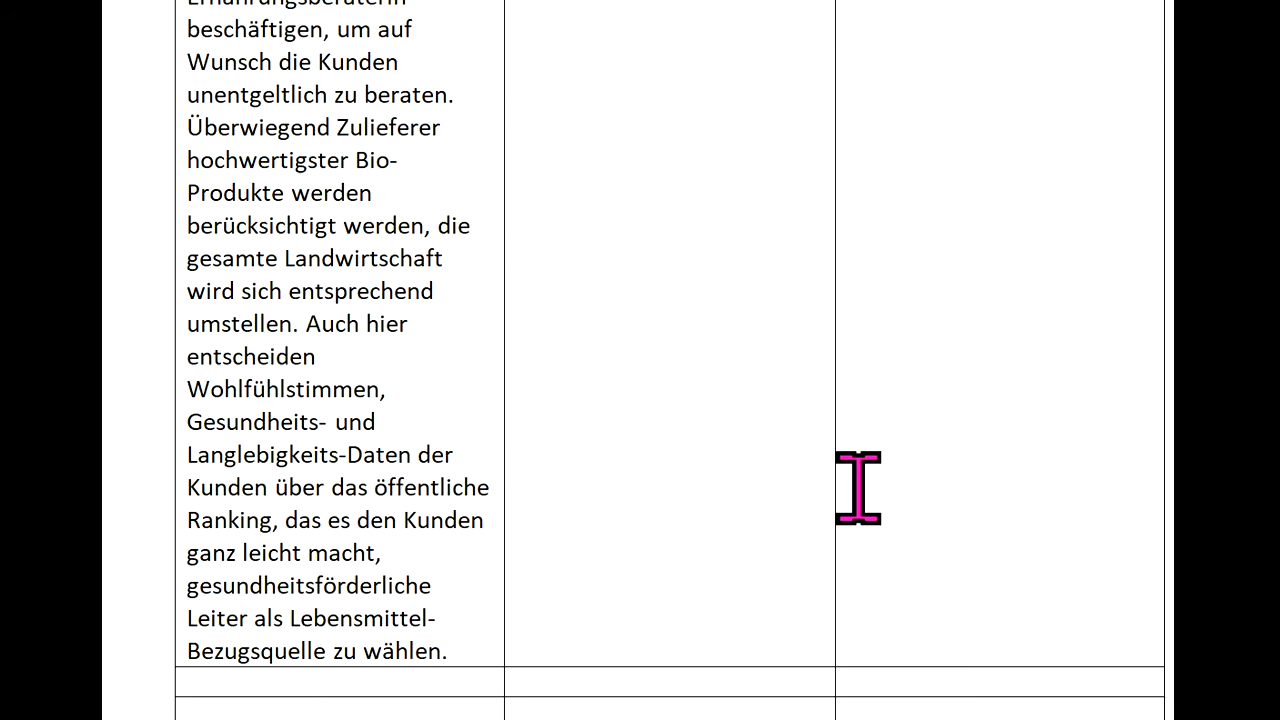 Ernährungsberaterin
beschäftigen, um auf
Wunsch die Kunden
unentgeltlich zu beraten.
Überwiegend Zulieferer
hochwertigster Bio-
Produkte werden
berücksichtigt werden, die
gesamte Landwirtschaft
wird sich entsprechend
umstellen. Auch hier
entscheiden
Wohlfühlstimmen,
Gesundheits- und
Langlebigkeits-Daten der
Kunden über das öffentliche
Ranking, das es den Kunden
ganz leicht macht,
gesundheitsförderliche
Leiter als Lebensmittel-
Bezugsquelle zu wählen.